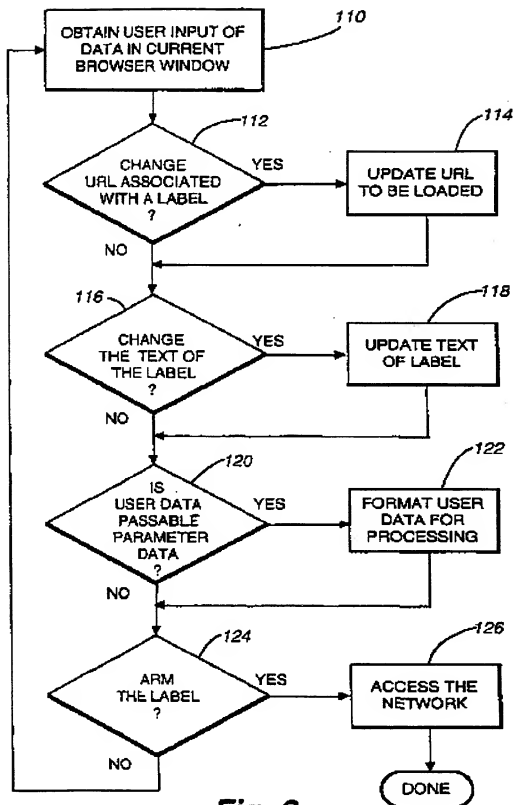 110
OBTAIN USER INPUT OF
DATA IN CURRENT
BROWSER WINDOW
112
CHANGE
URL ASSOCIATED
WITH A LABEL
?
YES
NO
114
UPDATE URL
TO BE LOADED
116
CHANGE
THE TEXT OF
THE LABEL
?
YES
NO
118
UPDATE TEXT
OF LABEL
120
IS
USER DATA
PASSABLE
PARAMETER
DATA
?
YES
NO
122
FORMAT USER
DATA FOR
PROCESSING
124
ARM
THE LABEL
?
YES
NO
126
ACCESS THE
NETWORK
DONE